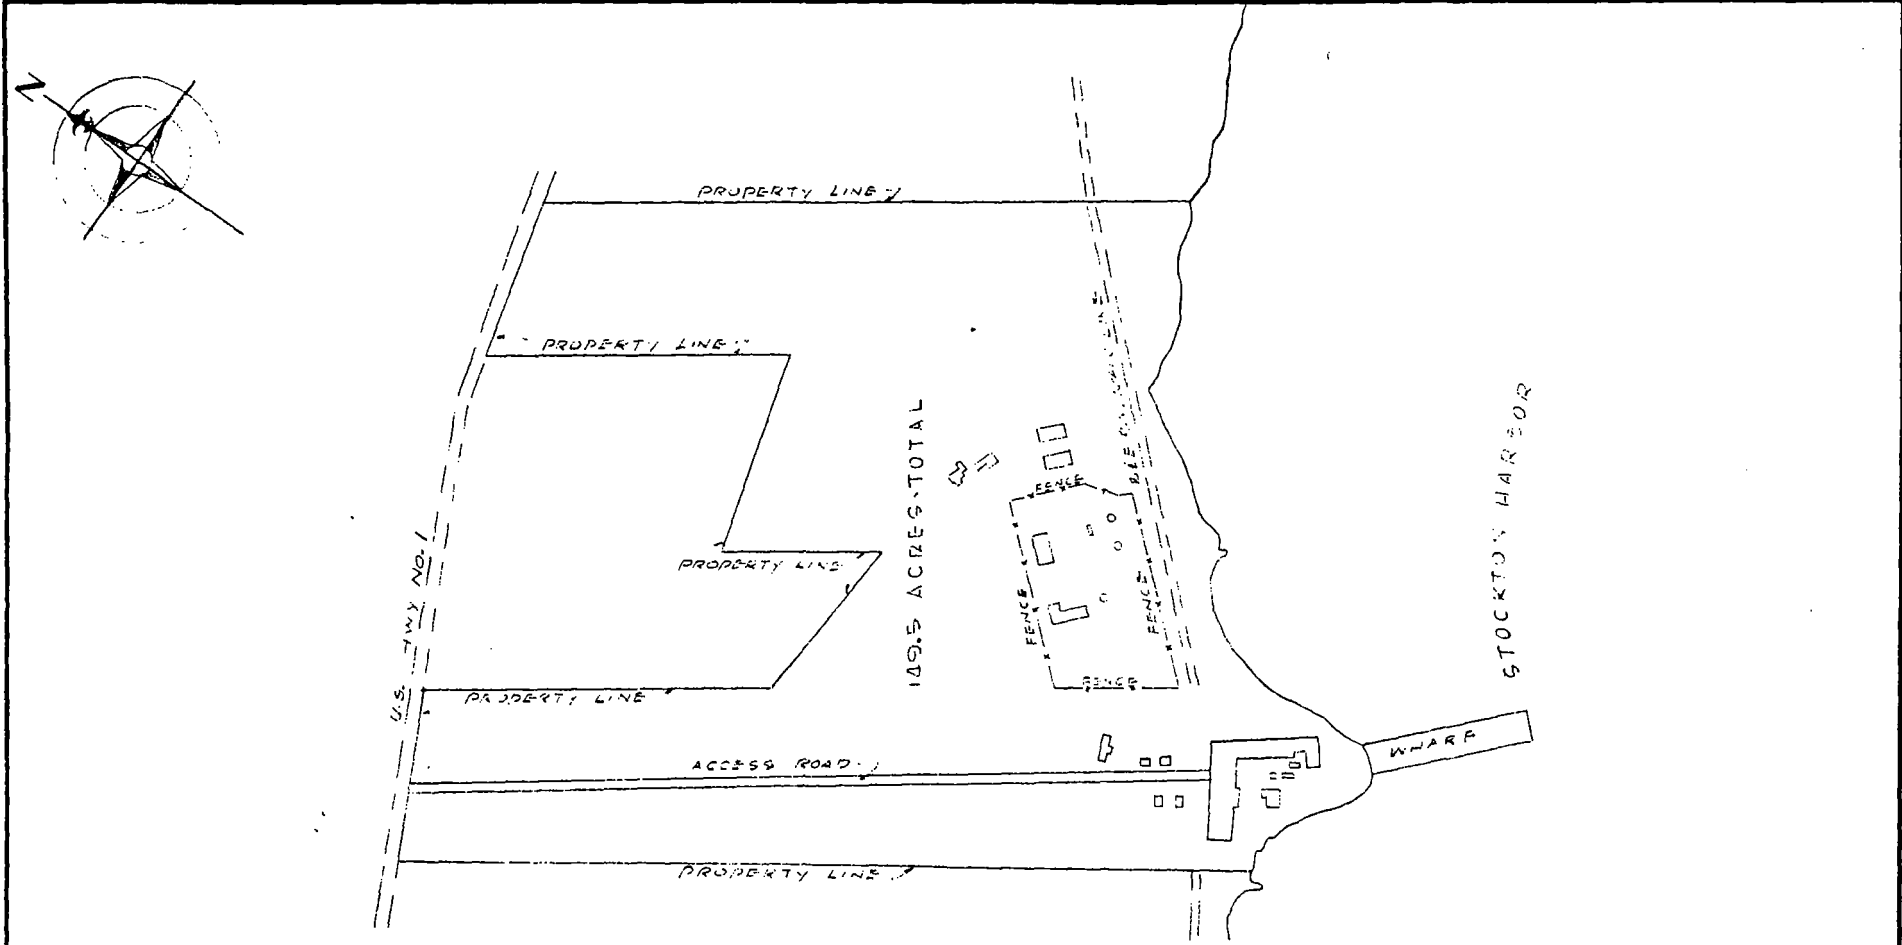 N
PROPERTY LINE
PROPERTY LINE
149.5 ACRES TOTAL
FENCE
STOCKTON HARBOR
PROPERTY LINE
U.S. HWY NO. 1
FENCE
FENCE
FENCE
PROPERTY LINE
WHARF
ACCESS ROAD
PROPERTY LINE